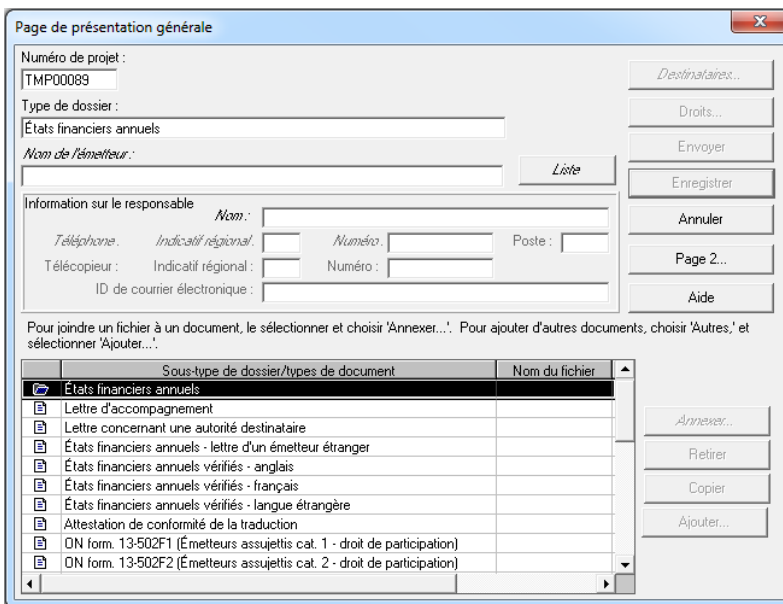 Page de présentation générale
Numéro de projet :
TMP00089
Destinataires...
Type de dossier :
Droits...
États financiers annuels
Envoyer
Nom de l'émetteur :
Liste
Enregistrer
Information sur le responsable
Nom :
Annuler
Téléphone : Indicatif régional : Numéro : Poste :
Page 2...
Télécopieur : Indicatif régional : Numéro :
ID de courrier électronique :
Aide
Pour joindre un fichier à un document, le sélectionner et choisir 'Annexer...'. Pour ajouter d'autres documents, choisir 'Autres,' et
sélectionner 'Ajouter...'.
Sous-type de dossier/types de document Nom du fichier
États financiers annuels
Lettre d'accompagnement
Lettre concernant une autorité destinataire
États financiers annuels - lettre d'un émetteur étranger
États financiers annuels vérifiés - anglais
États financiers annuels vérifiés - français
États financiers annuels vérifiés - langue étrangère
Attestation de conformité de la traduction
ON form. 13-502F1 (Émetteurs assujettis cat. 1 - droit de participation)
ON form. 13-502F2 (Émetteurs assujettis cat. 2 - droit de participation)
Annexer...
Retirer
Copier
Ajouter...